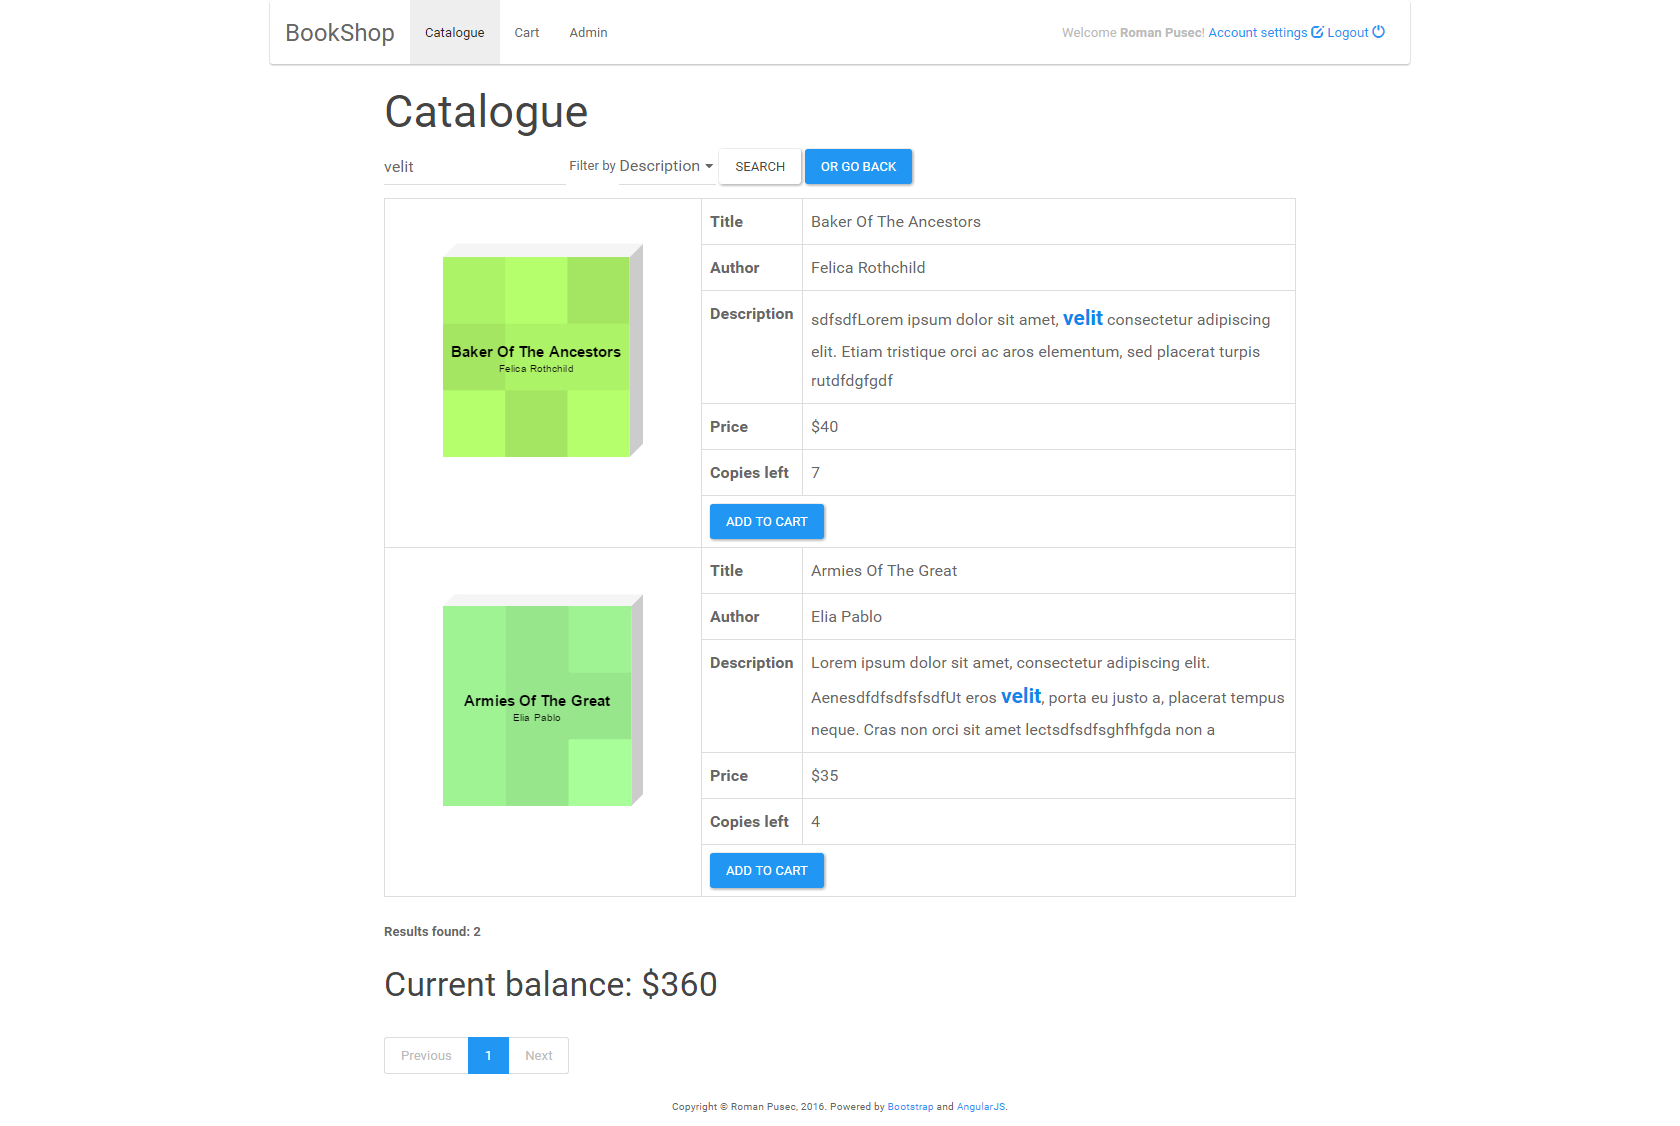 BookShop Catalogue Cart Admin Welcome Roman Pusec! Account settings Logout
Catalogue
velit Filter by Description SEARCH OR GO BACK
Baker Of The Ancestors
Felica Rothchild
Title Baker Of The Ancestors
Author Felica Rothchild
Description sdfsdfLorem ipsum dolor sit amet, velit consectetur adipiscing
elit. Etiam tristique orci ac aros elementum, sed placerat turpis
rutdfdgfgdf
Price $40
Copies left 7
ADD TO CART
Armies Of The Great
Elia Pablo
Title Armies Of The Great
Author Elia Pablo
Description Lorem ipsum dolor sit amet, consectetur adipiscing elit.
AenesdfdfsdfsfsdfUt eros velit, porta eu justo a, placerat tempus
neque. Cras non orci sit amet lectsdfsdfsghfhfgda non a
Price $35
Copies left 4
ADD TO CART
Results found: 2
Current balance: $360
Previous 1 Next
Copyright © Roman Pusec, 2016. Powered by Bootstrap and AngularJS.